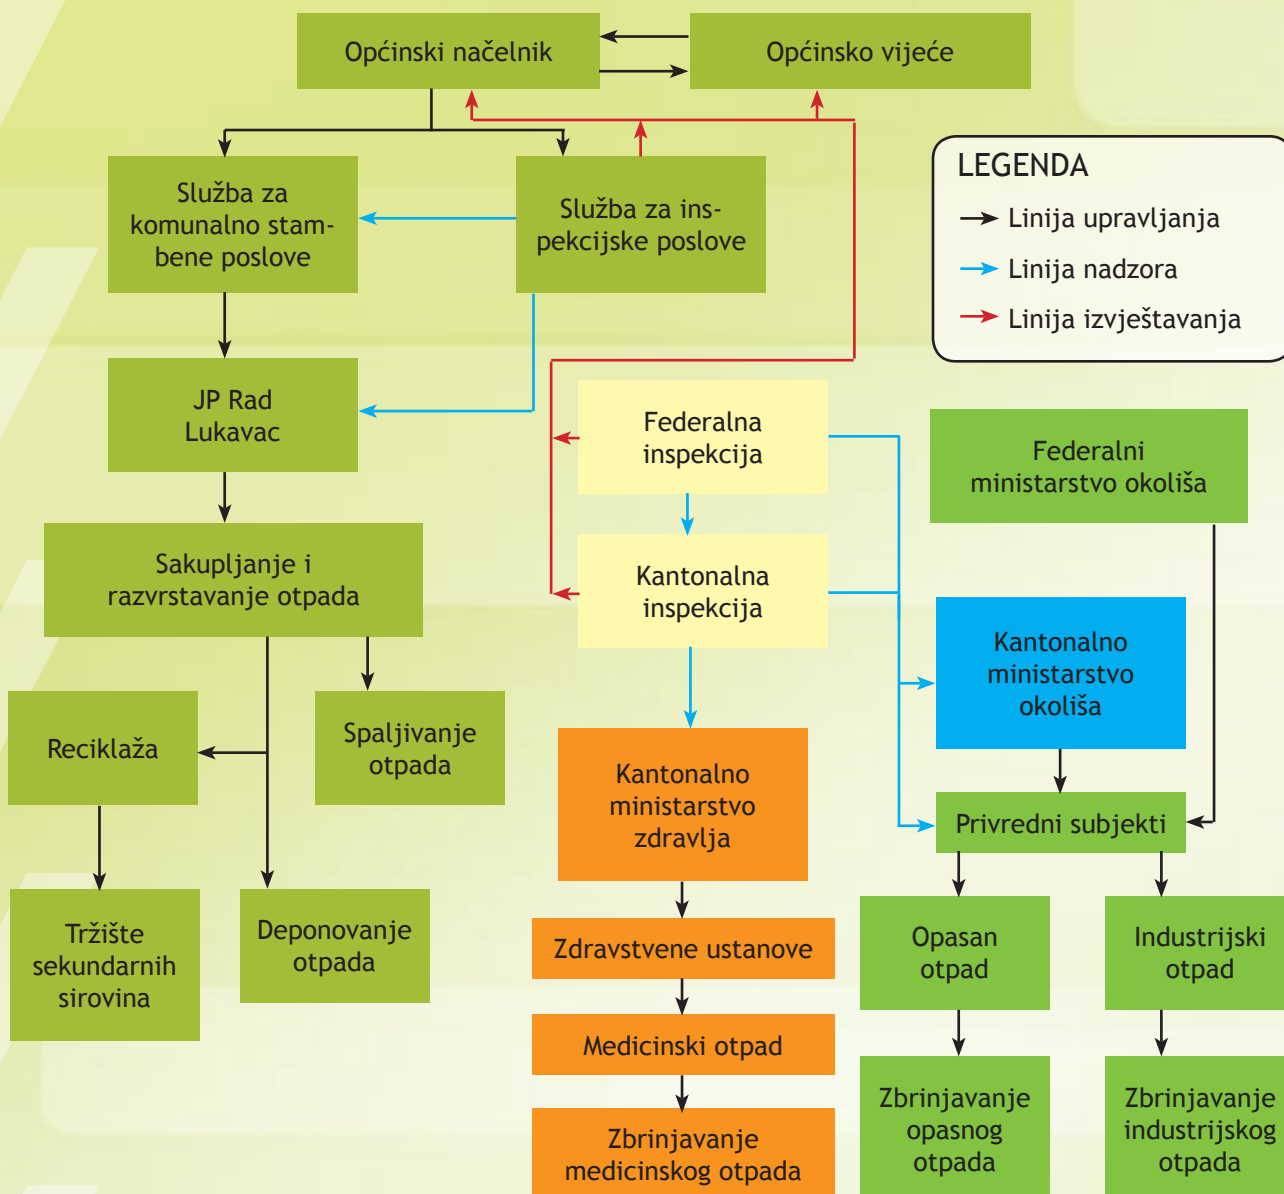 Općinski načelnik
Općinsko vijeće
Služba za
komunalno stam-
bene poslove
Služba za ins-
pekcijske poslove
LEGENDA
Linija upravljanja
Linija nadzora
Linija izvještavanja
JP Rad
Lukavac
Federalna
inspekcija
Federalni
ministarstvo okoliša
Sakupljanje i
razvrstavanje otpada
Kantonalna
inspekcija
Kantonalno
ministarstvo
okoliša
Reciklaža
Spaljivanje
otpada
Kantonalno
ministarstvo
zdravlja
Privredni subjekti
Tržište
sekundarnih
sirovina
Deponovanje
otpada
Zdravstvene ustanove
Opasan
otpad
Industrijski
otpad
Medicinski otpad
Zbrinjavanje
medicinskog otpada
Zbrinjavanje
opasnog
otpada
Zbrinjavanje
industrijskog
otpada